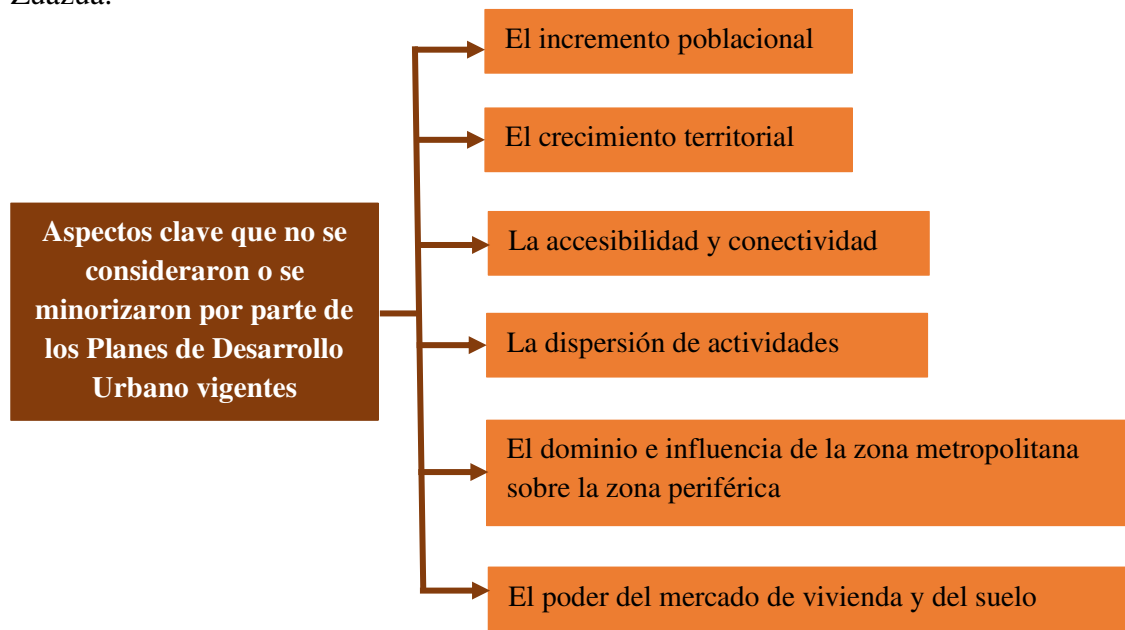 Zuazua.
El incremento poblacional
El crecimiento territorial
Aspectos clave que no se
consideraron o se
minorizaron por parte de
los Planes de Desarrollo
Urbano vigentes
La accesibilidad y conectividad
La dispersión de actividades
El dominio e influencia de la zona metropolitana
sobre la zona periférica
El poder del mercado de vivienda y del suelo